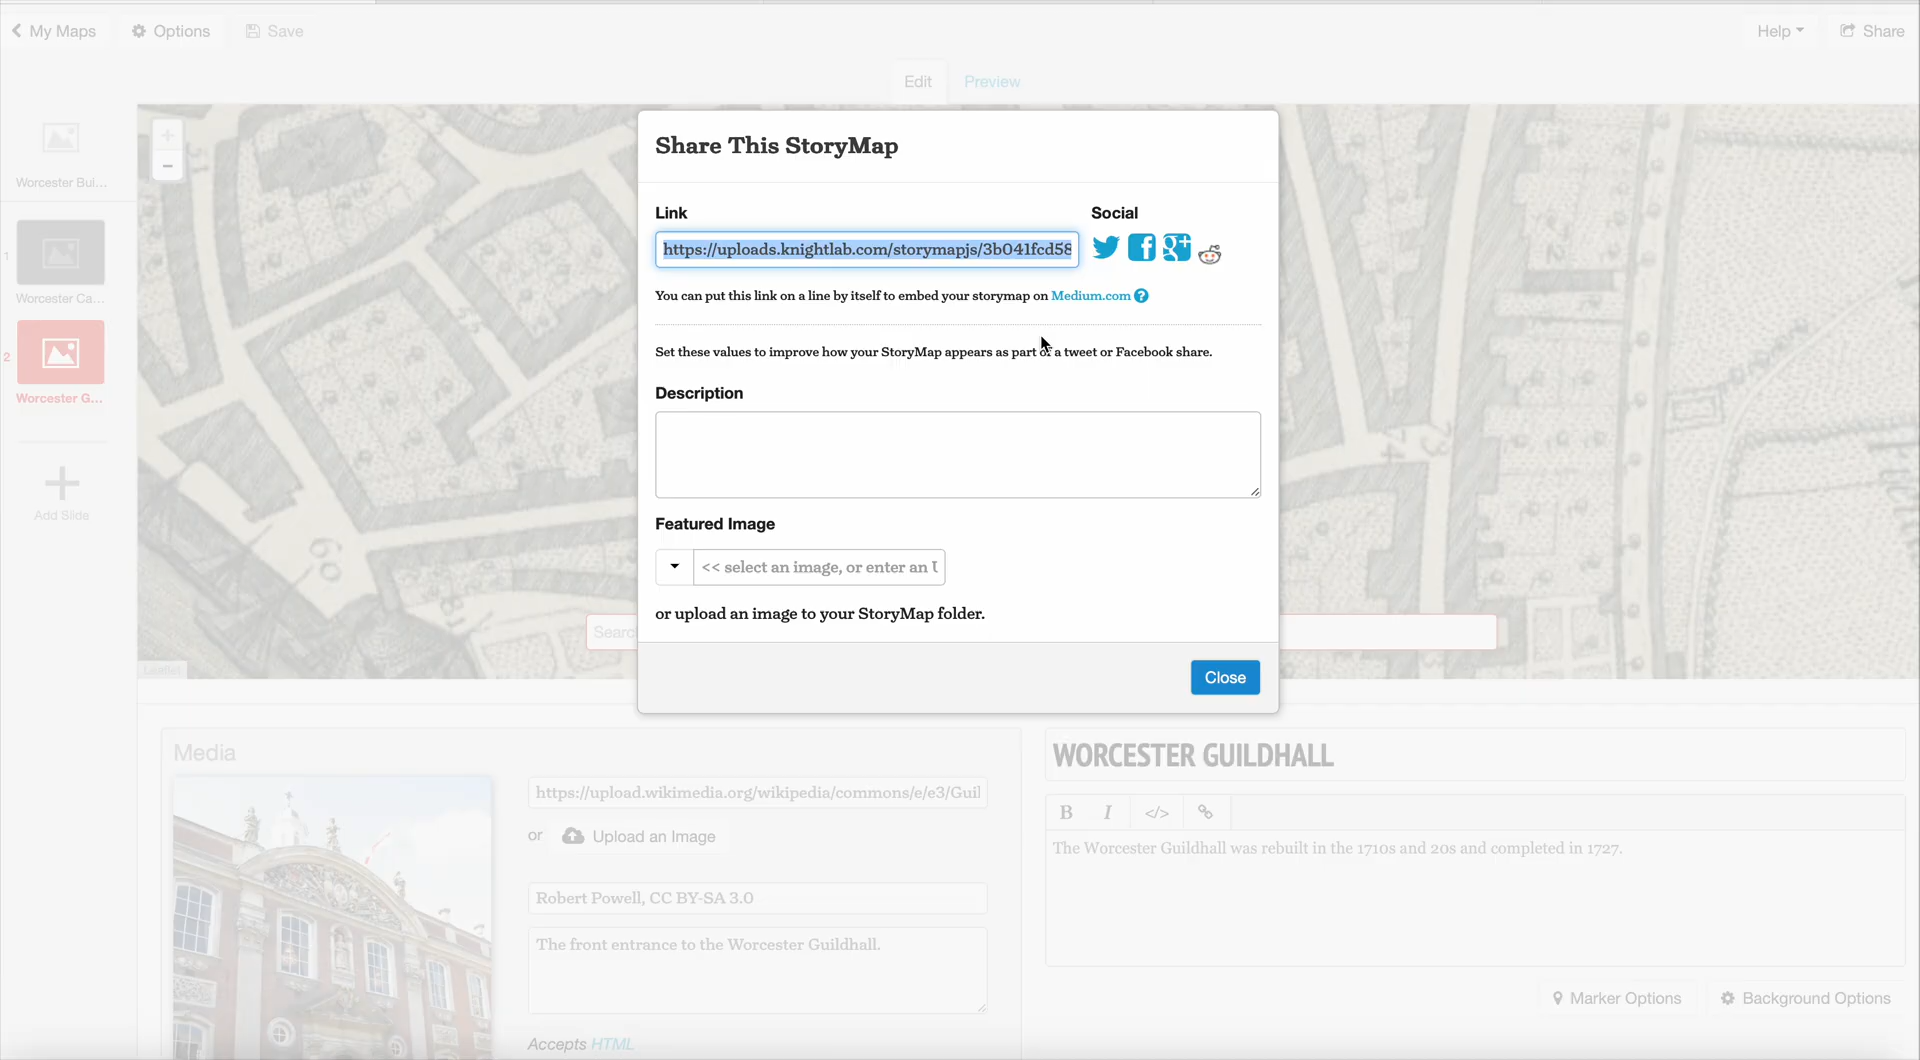 My Maps
Options
Save
Help
Share
Edit
Preview
Worcester Bui...
1
Worcester Ca...
2
Worcester G...
Add Slide
+
−
Share This StoryMap
Link
Social
https://uploads.knightlab.com/storymapjs/3b041fcd58
You can put this link on a line by itself to embed your storymap on Medium.com ?
Set these values to improve how your StoryMap appears as part of a tweet or Facebook share.
Description
Featured Image
<< select an image, or enter an U
or upload an image to your StoryMap folder.
Searc
Close
Leaflet
Media
https://upload.wikimedia.org/wikipedia/commons/e/e3/Guil
or
Upload an Image
Robert Powell, CC BY-SA 3.0
The front entrance to the Worcester Guildhall.
Accepts HTML
WORCESTER GUILDHALL
B I </>
The Worcester Guildhall was rebuilt in the 1710s and 20s and completed in 1727.
Marker Options
Background Options